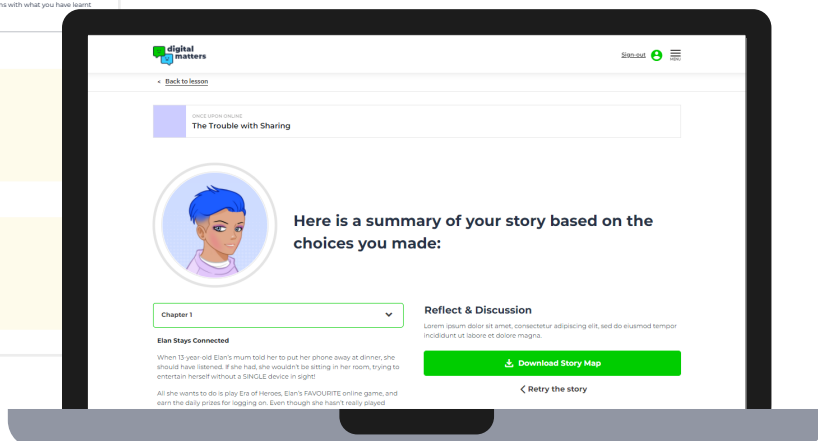 ns with what you have learnt
digital
matters
Sign-out
MENU
< Back to lesson
ONCE UPON ONLINE
The Trouble with Sharing
Here is a summary of your story based on the
choices you made:
Chapter 1
Elan Stays Connected
When 13-year-old Elan's mum told her to put her phone away at dinner, she
should have listened. If she had, she wouldn't be sitting in her room, trying to
entertain herself without a SINGLE device in sight!
All she wants to do is play Era of Heroes, Elan's FAVOURITE online game, and
earn the daily prizes for logging on. Even though she hasn't really played
Reflect & Discussion
Lorem ipsum dolor sit amet, consectetur adipiscing elit, sed do eiusmod tempor
incididunt ut labore et dolore magna.
Download Story Map
Retry the story